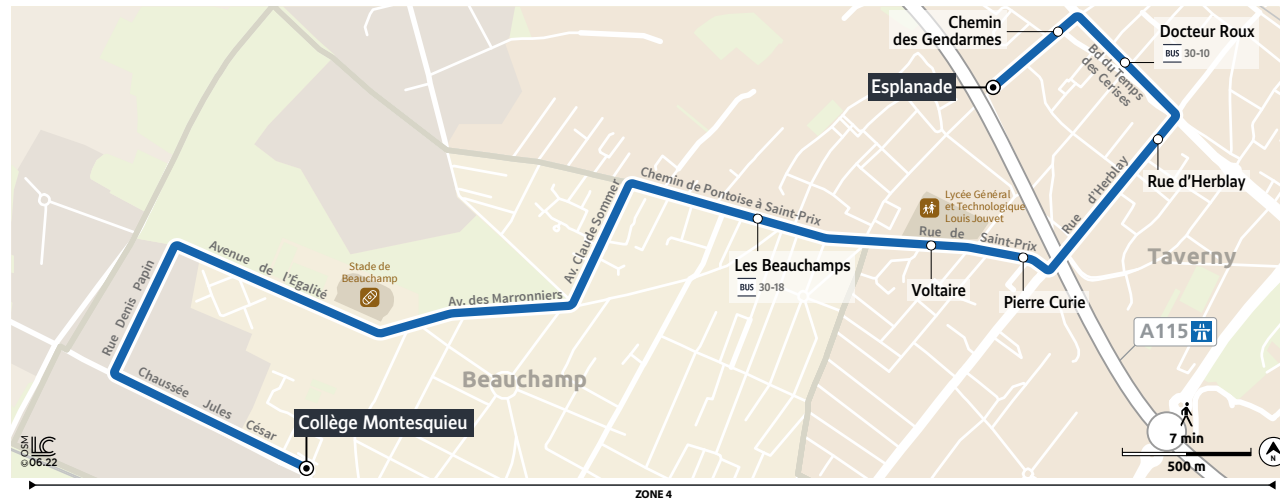 Chemin
des Gendarmes
Docteur Roux
BUS 30-10
Esplanade
Bd du Temps
des Cerises
Rue d'Herblay
Rue d'Herblay
Chemin de Pontoise à Saint-Prix
Lycée Général
et Technologique
Louis Jouvet
Rue de Saint-Prix
Taverny
Av. Claude Sommer
Les Beauchamps
BUS 30-18
Voltaire
Pierre Curie
A115
Avenue de l'Égalité
Stade de
Beauchamp
Av. des Marronniers
Rue Denis Papin
Beauchamp
Chaussée Jules César
Collège Montesquieu
© OSM
LC
06.22
7 min
500 m
N
ZONE 4